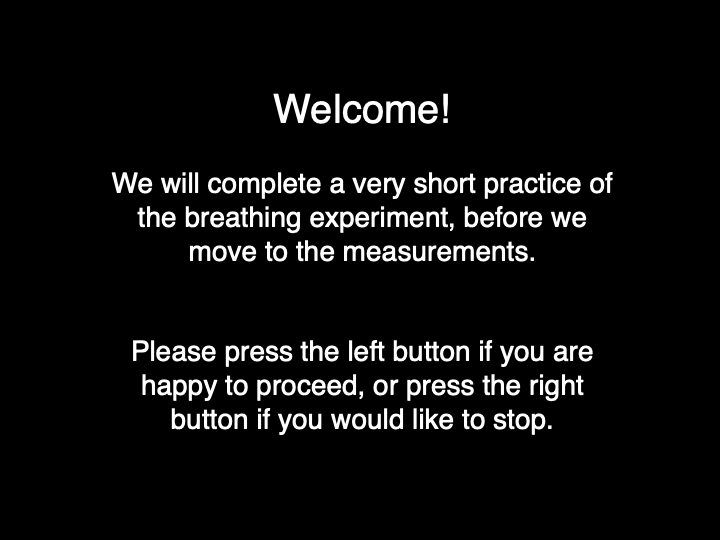 Welcome!
We will complete a very short practice of
the breathing experiment, before we
move to the measurements.
Please press the left button if you are
happy to proceed, or press the right
button if you would like to stop.